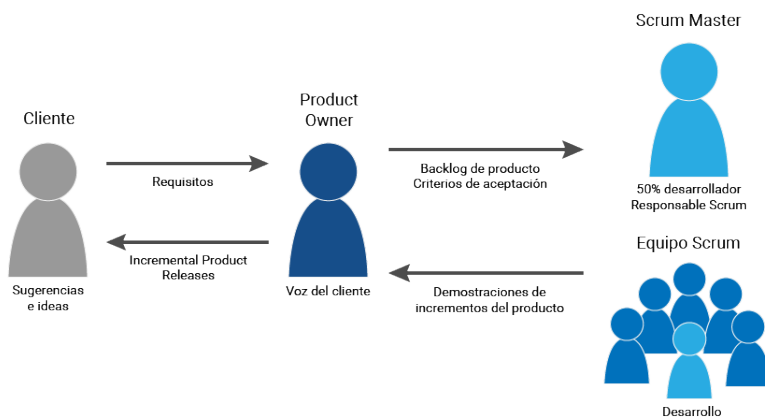 Scrum Master
Product
Owner
Cliente
Requisitos
Backlog de producto
Criterios de aceptación
50% desarrollador
Responsable Scrum
Equipo Scrum
Incremental Product
Releases
Sugerencias
e ideas
Voz del cliente
Demostraciones de
incrementos del producto
Desarrollo